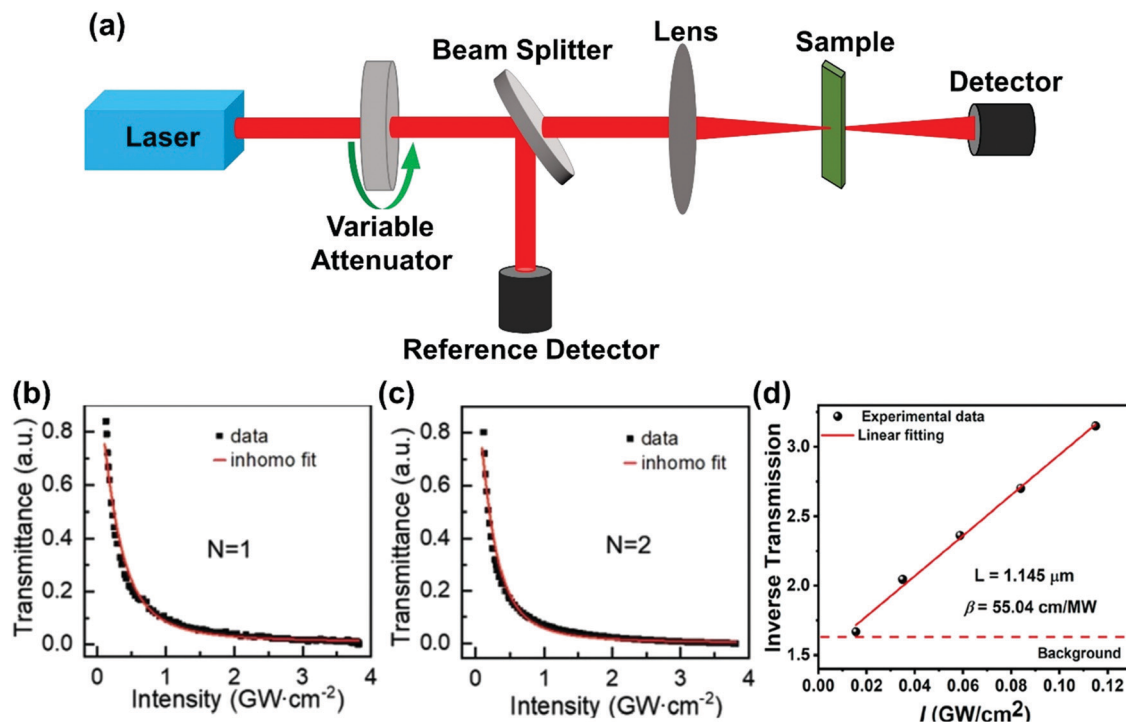 (a)
Laser
Variable
Attenuator
Beam Splitter
Reference Detector
Lens
Sample
Detector
(b)
Transmittance (a.u.)
0.8
0.6
0.4
0.2
0.0
data
inhomo fit
N=1
0 1 2 3 4
Intensity (GW·cm⁻²)
(c)
Transmittance (a.u.)
0.8
0.6
0.4
0.2
0.0
data
inhomo fit
N=2
0 1 2 3 4
Intensity (GW·cm⁻²)
(d)
Inverse Transmission
3.0
2.5
2.0
1.5
Experimental data
Linear fitting
L = 1.145 μm
β = 55.04 cm/MW
Background
0.00 0.02 0.04 0.06 0.08 0.10 0.12
I (GW/cm²)